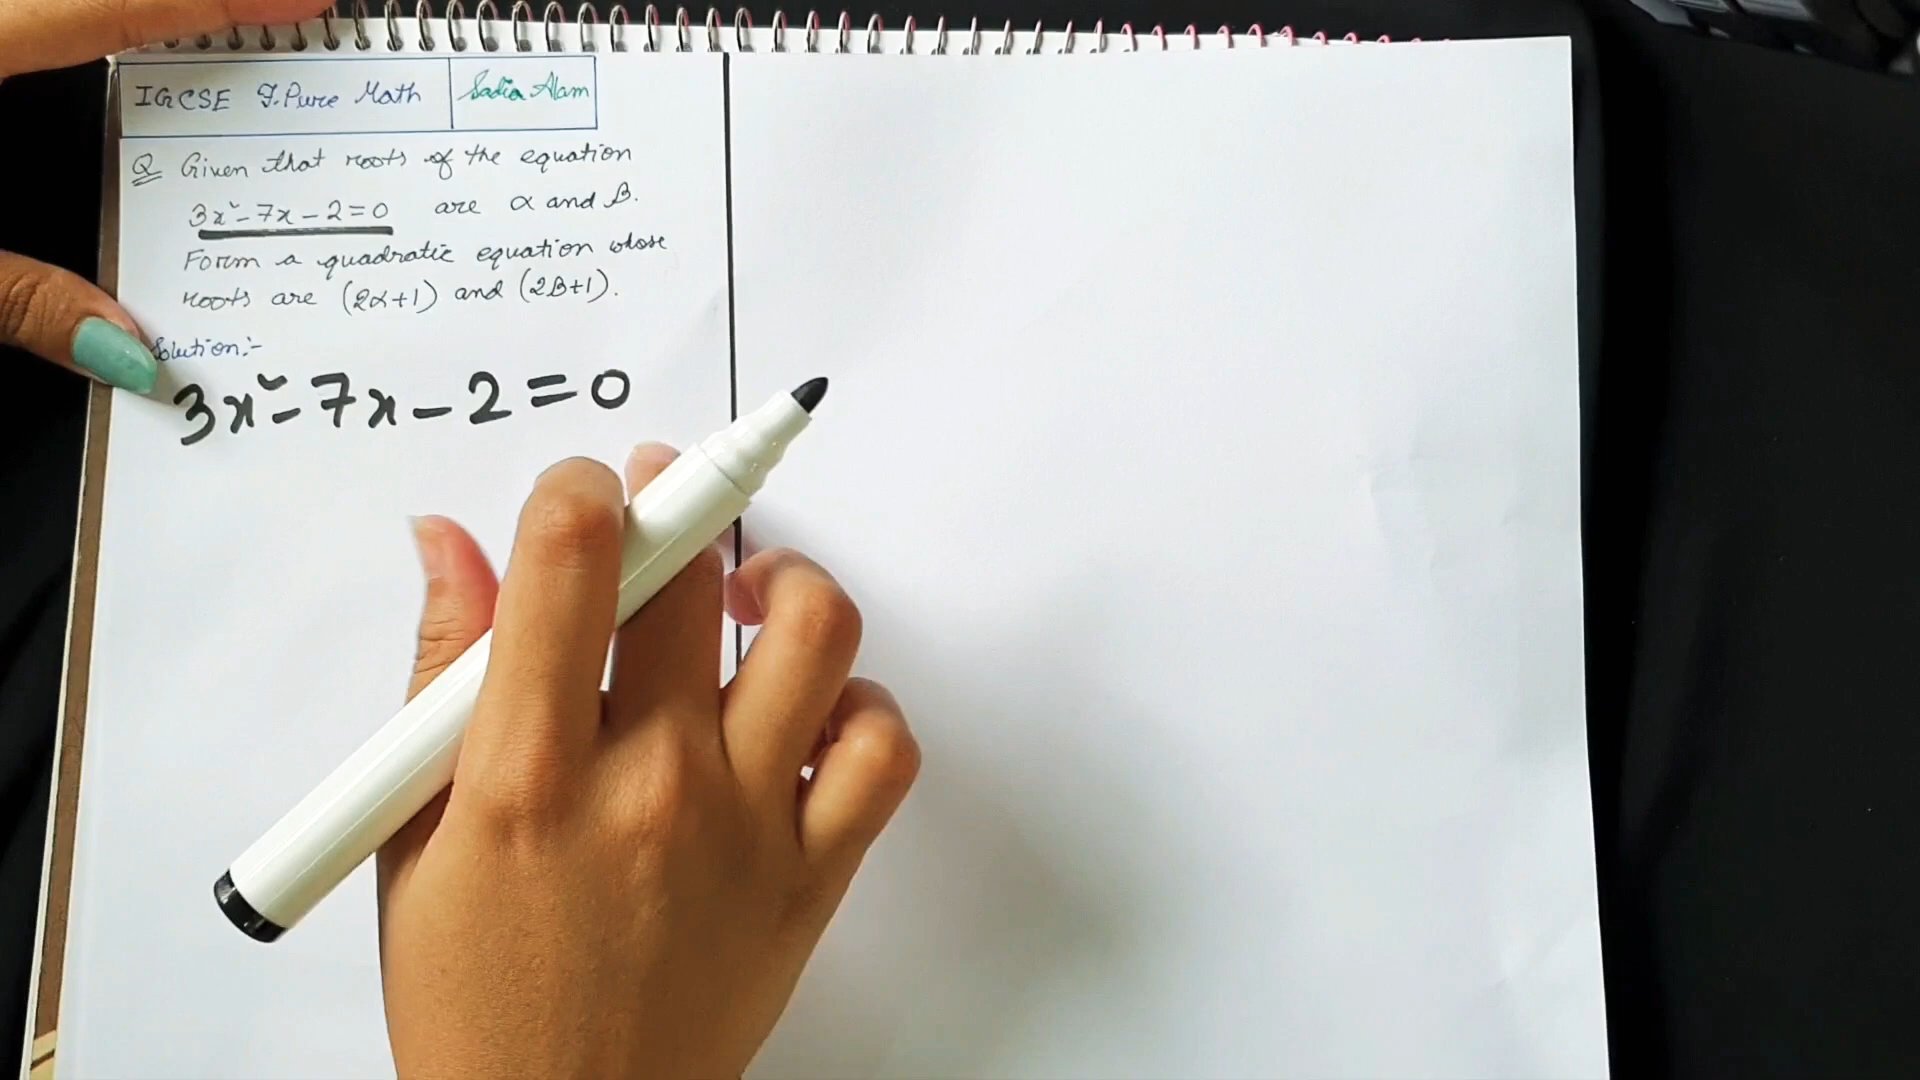 IGCSE F. Pure Math
Sadia Alam
Q Given that roots of the equation
3x²-7x-2=0 are α and β.
Form a quadratic equation whose
roots are (2α+1) and (2β+1).
Solution:-
3x²-7x-2=0